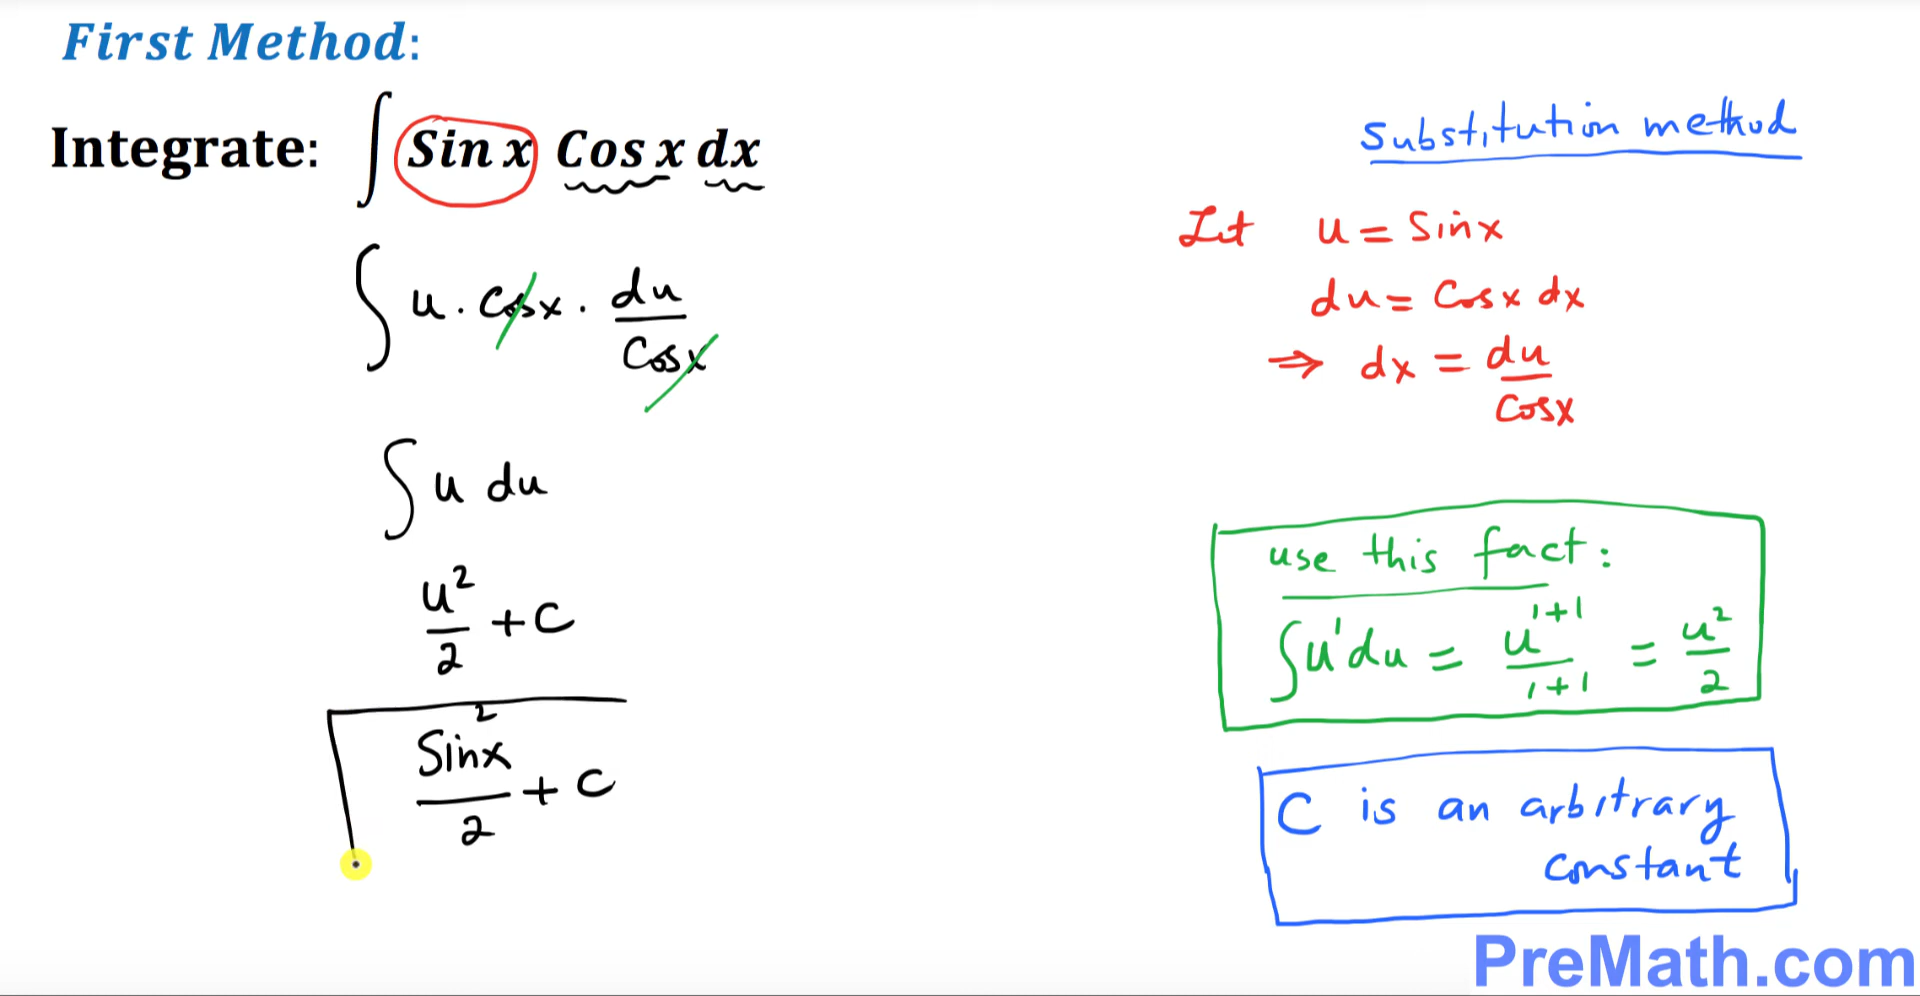 First Method:
Integrate: ∫ Sin x Cos x dx
∫ u . Cosx . du/Cosx
∫ u du
u²/2 + C
Sinx²/2 + C
Substitution method
Let u = Sinx
du = Cosx dx
⇒ dx = du/Cosx
use this fact:
∫u¹du = u¹⁺¹/1+1 = u²/2
C is an arbitrary
constant
PreMath.com